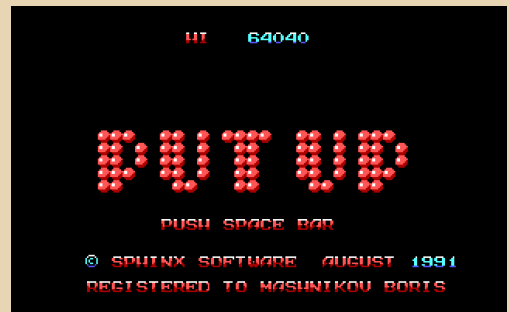 HI 64040
PUT UP
PUSH SPACE BAR
© SPHINX SOFTWARE AUGUST 1991
REGISTERED TO MASHNIKOV BORIS